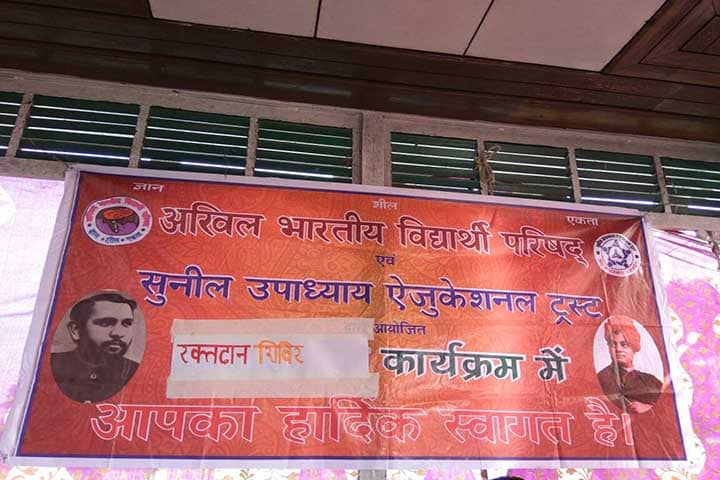 ज्ञान शील एकता
अखिल भारतीय विद्यार्थी परिषद्
एवं
सुनील उपाध्याय ऐजुकेशनल ट्रस्ट
आयोजित
रक्तदान शिविर कार्यक्रम में
आपका हार्दिक स्वागत है।